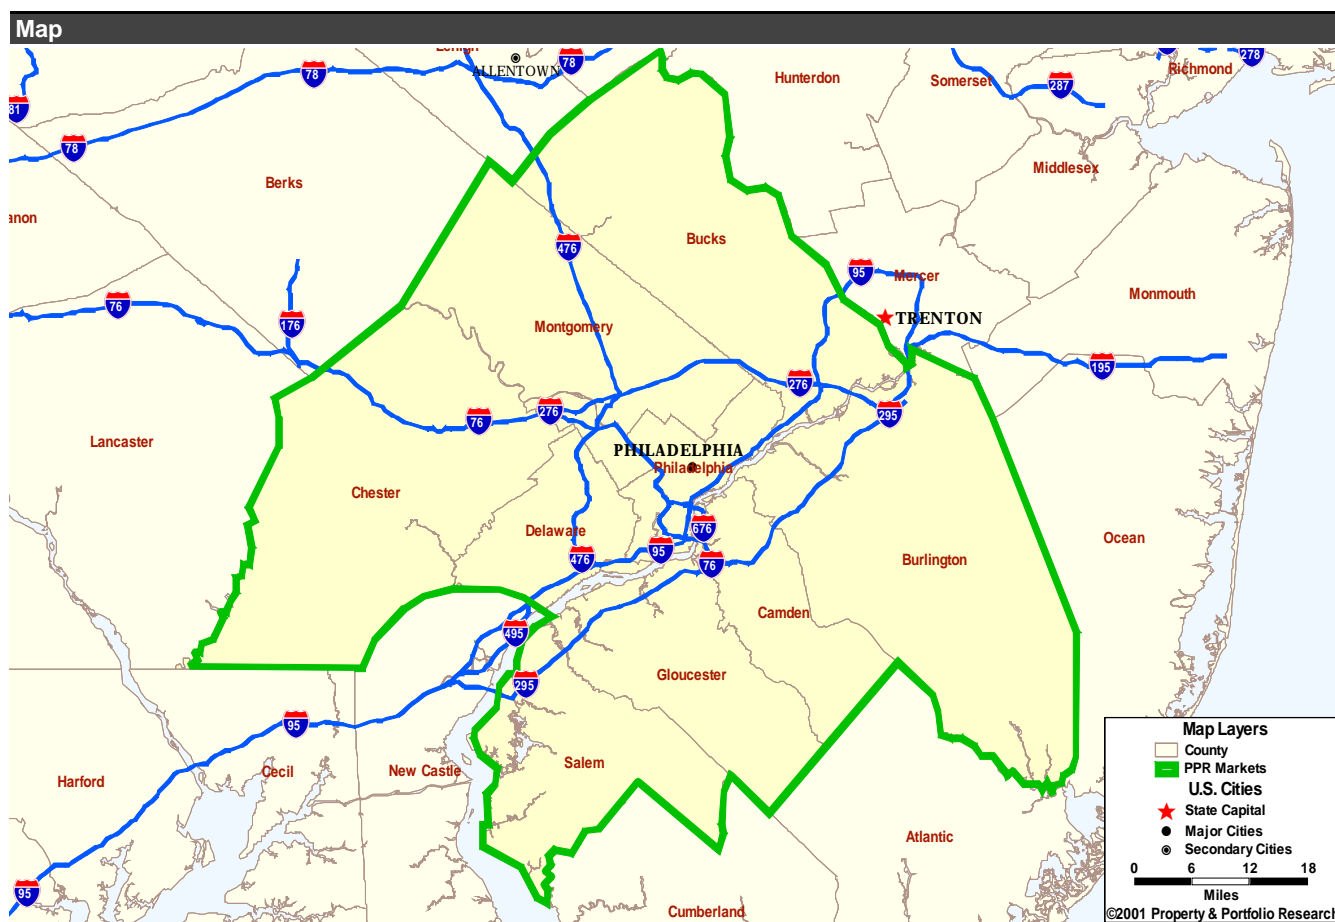 Map
Lehigh
ALLENTOWN
78
78
278
Hunterdon
Somerset
Richmond
287
81
78
Middlesex
Berks
anon
Bucks
476
95
Mercer
76
176
Montgomery
TRENTON
Monmouth
276
195
76
276
295
Lancaster
PHILADELPHIA
Philadelphia
Chester
Delaware
676
Ocean
476
95
76
Burlington
Camden
495
Gloucester
295
95
Salem
New Castle
Cecil
Harford
Atlantic
95
Cumberland
Map Layers
County
PPR Markets
U.S. Cities
State Capital
Major Cities
Secondary Cities
0 6 12 18
Miles
©2001 Property & Portfolio Research